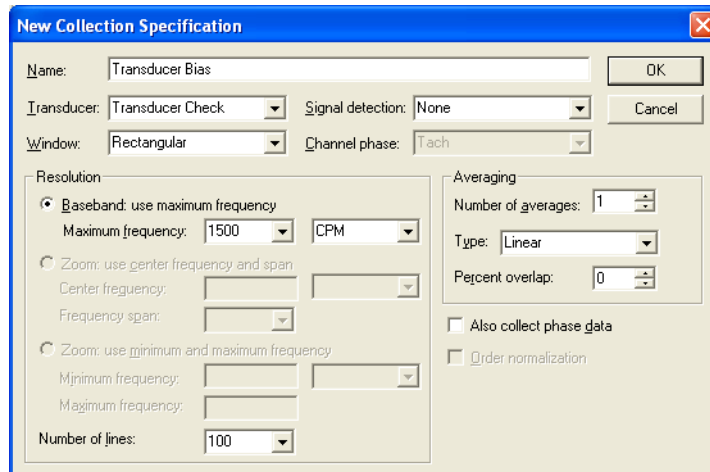 New Collection Specification
Name: Transducer Bias OK
Transducer: Transducer Check Signal detection: None Cancel
Window: Rectangular Channel phase: Tach
Resolution Averaging
Baseband: use maximum frequency Number of averages: 1
Maximum frequency: 1500 CPM
Type: Linear
Zoom: use center frequency and span
Center frequency: Percent overlap: 0
Frequency span:
Also collect phase data
Zoom: use minimum and maximum frequency
Order normalization
Minimum frequency:
Maximum frequency:
Number of lines: 100